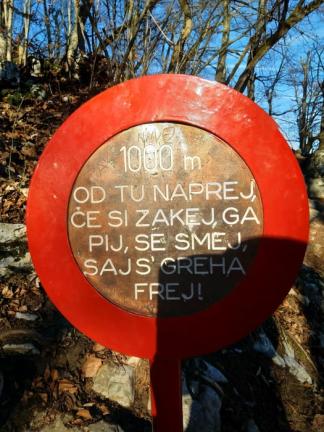 1000 m
OD TU NAPREJ,
ČE SI ZAKEJ, GA
PIJ, SE SMEJ,
SAJ S' GREHA
FREJ!